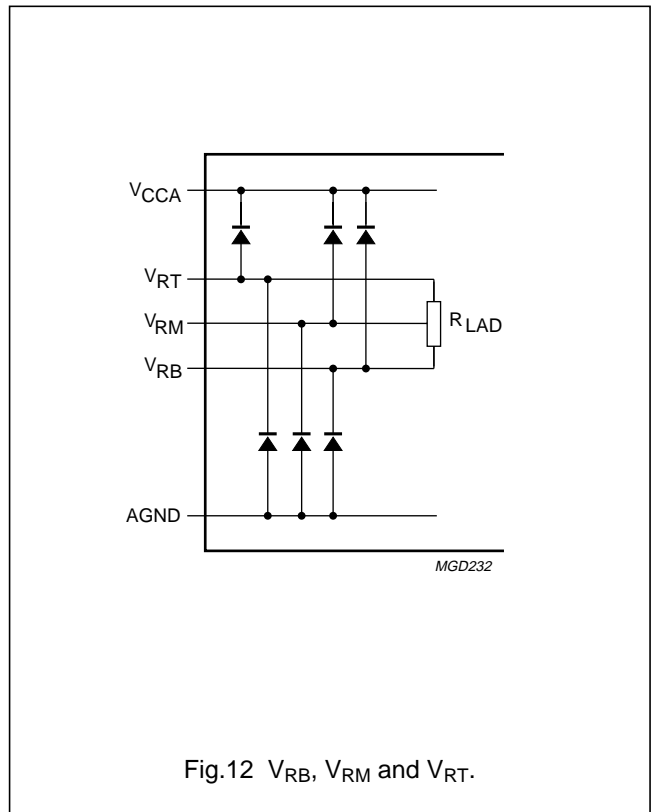 VCCA
VRT
VRM
RLAD
VRB
AGND
MGD232
Fig.12 VRB, VRM and VRT.